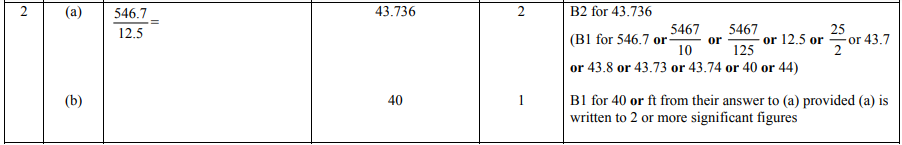 2 (a) 546.7 / 12.5 = 43.736 2 B2 for 43.736
(B1 for 546.7 or 5467/10 or 5467/125 or 12.5 or 25/2 or 43.7
or 43.8 or 43.73 or 43.74 or 40 or 44)
(b) 40 1 B1 for 40 or ft from their answer to (a) provided (a) is
written to 2 or more significant figures